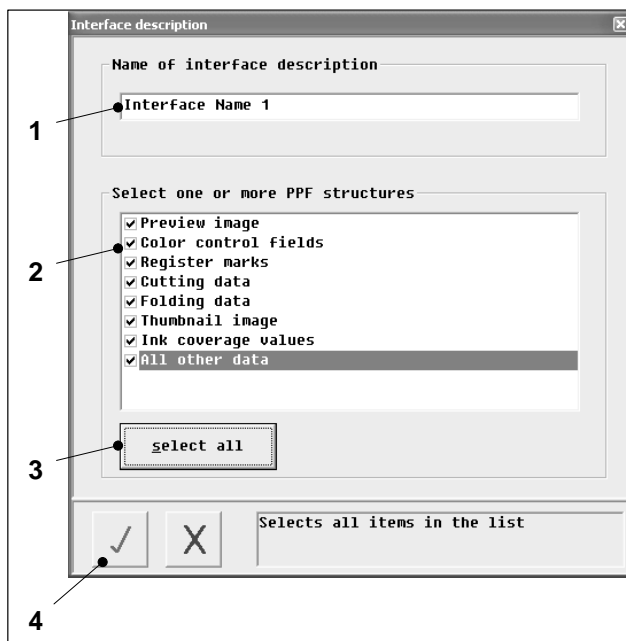 Interface description
Name of interface description
1
Interface Name 1
Select one or more PPF structures
2
Preview image
Color control fields
Register marks
Cutting data
Folding data
Thumbnail image
Ink coverage values
All other data
3
select all
Selects all items in the list
4